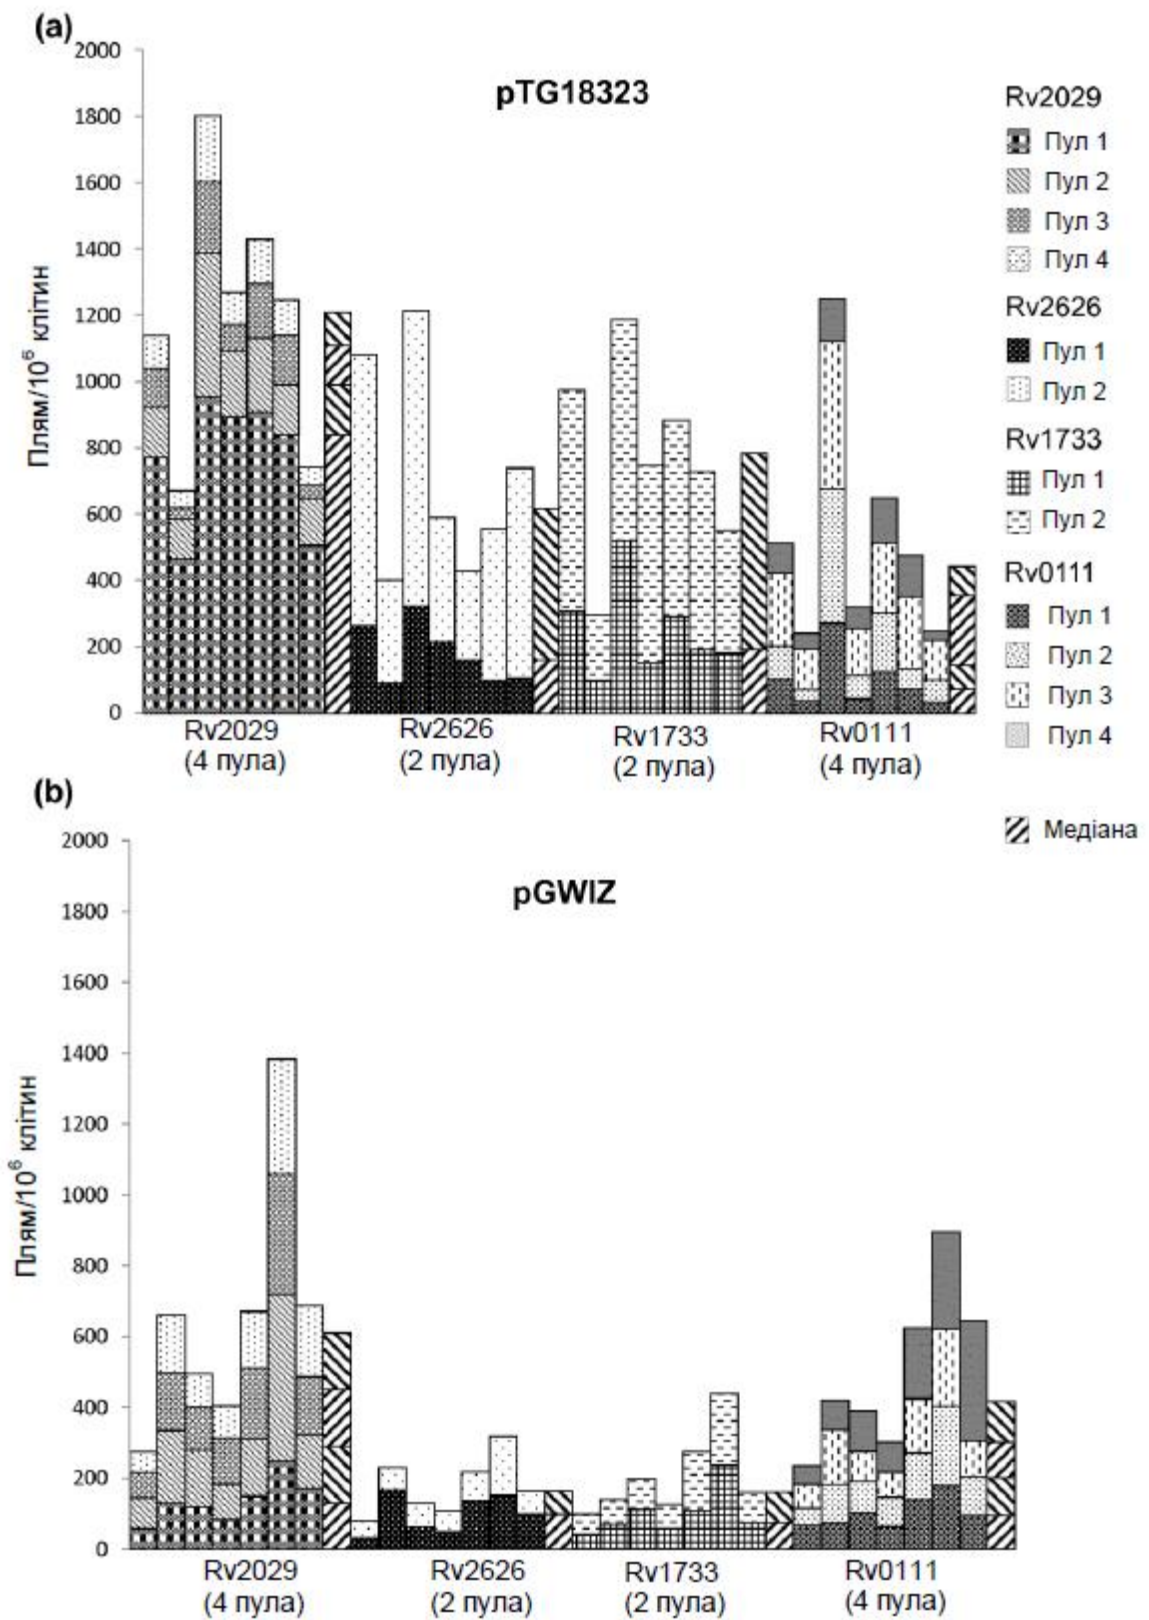 (a)
pTG18323
2000
1800
1600
1400
1200
1000
800
600
400
200
0
Плям/10⁶ клітин
Rv2029
(4 пула)
Rv2626
(2 пула)
Rv1733
(2 пула)
Rv0111
(4 пула)
Rv2029
Пул 1
Пул 2
Пул 3
Пул 4
Rv2626
Пул 1
Пул 2
Rv1733
Пул 1
Пул 2
Rv0111
Пул 1
Пул 2
Пул 3
Пул 4
Медіана
(b)
pGWIZ
2000
1800
1600
1400
1200
1000
800
600
400
200
0
Плям/10⁶ клітин
Rv2029
(4 пула)
Rv2626
(2 пула)
Rv1733
(2 пула)
Rv0111
(4 пула)